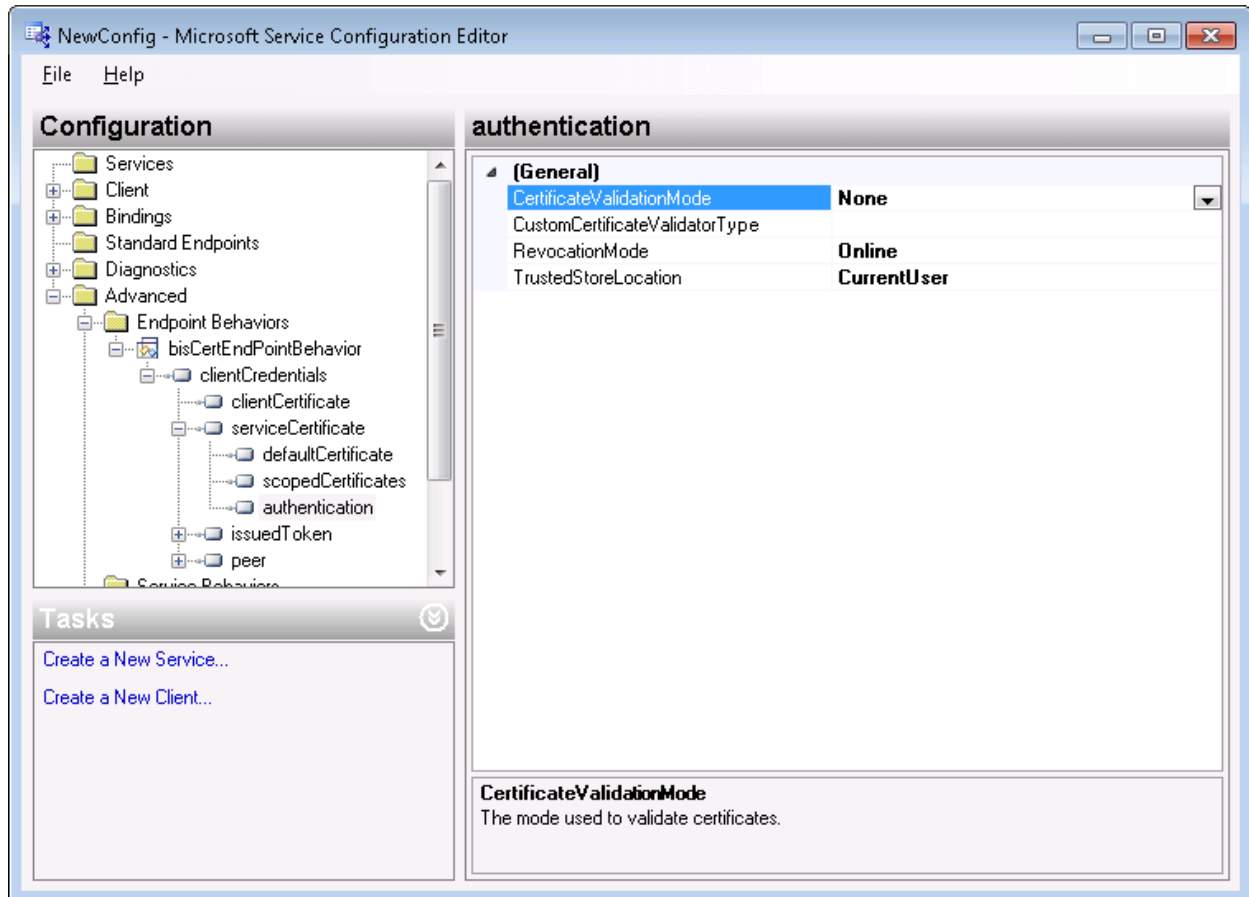 NewConfig - Microsoft Service Configuration Editor
File Help
Configuration
Services
Client
Bindings
Standard Endpoints
Diagnostics
Advanced
Endpoint Behaviors
bisCertEndPointBehavior
clientCredentials
clientCertificate
serviceCertificate
defaultCertificate
scopedCertificates
authentication
issuedToken
peer
Service Behaviors
Tasks
Create a New Service...
Create a New Client...
authentication
(General)
CertificateValidationMode None
CustomCertificateValidatorType
RevocationMode Online
TrustedStoreLocation CurrentUser
CertificateValidationMode
The mode used to validate certificates.